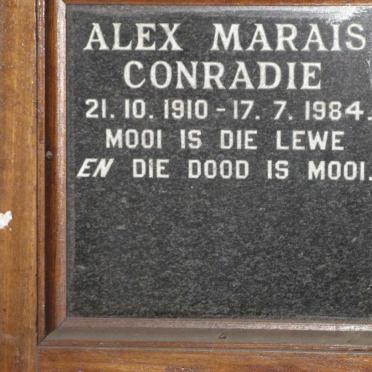 ALEX MARAIS
CONRADIE
21. 10. 1910 - 17. 7. 1984.
MOOI IS DIE LEWE
EN DIE DOOD IS MOOI.